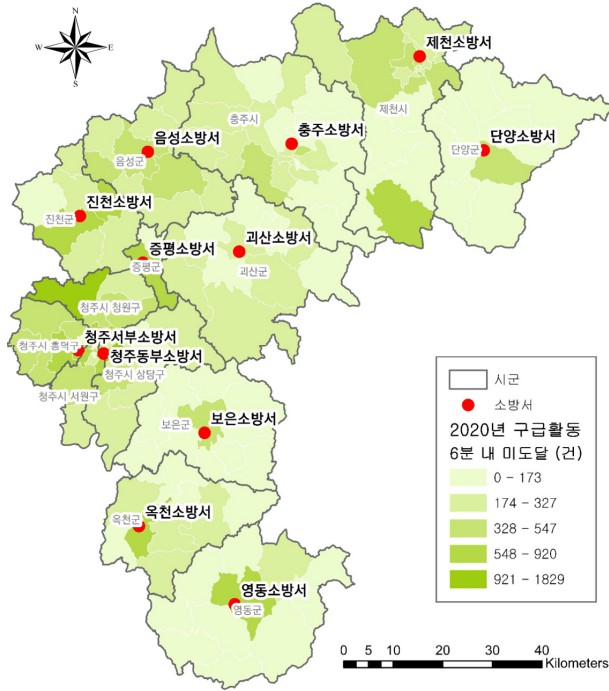 N
W
E
S
제천소방서
제천시
충주시
충주소방서
음성소방서
음성군
단양소방서
단양군
진천소방서
진천군
괴산소방서
괴산군
증평소방서
증평군
청주시 청원구
청주서부소방서
청주시 흥덕구
청주동부소방서
청주시 상당구
청주시 서원구
보은소방서
보은군
옥천소방서
옥천군
영동소방서
영동군
시군
소방서
2020년 구급활동
6분 내 미도달 (건)
0 - 173
174 - 327
328 - 547
548 - 920
921 - 1829
0 5 10 20 30 40
Kilometers